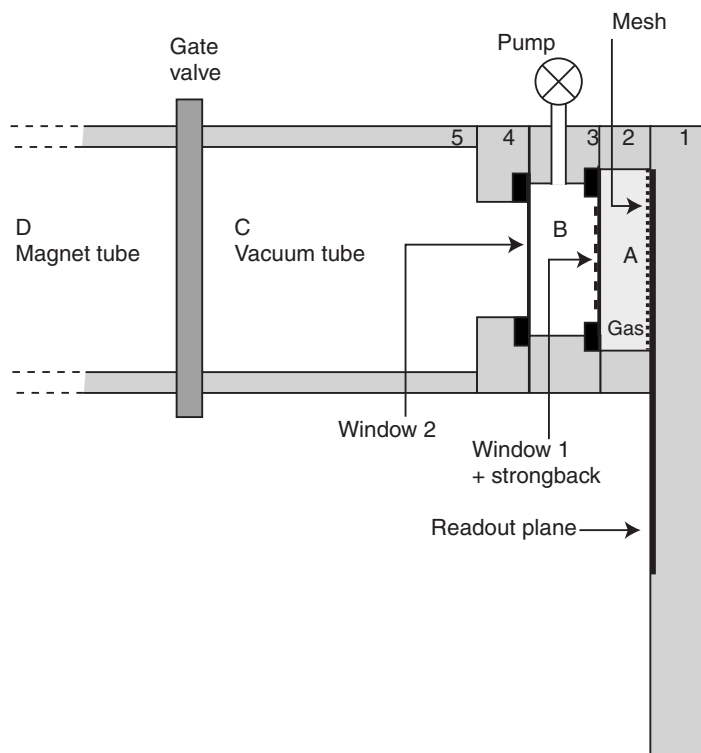 Mesh
Pump
Gate
valve
5 4 3 2 1
D
Magnet tube
C
Vacuum tube
B
A
Gas
Window 2
Window 1
+ strongback
Readout plane